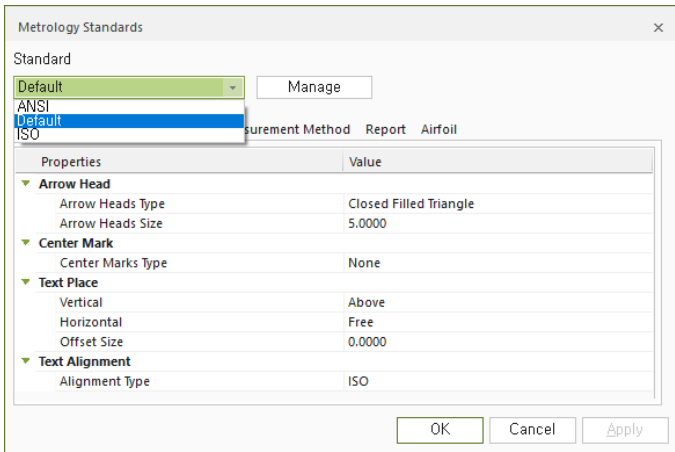 Metrology Standards
Standard
Default
Manage
ANSI
Default
ISO
Measurement Method Report Airfoil
Properties Value
Arrow Head
Arrow Heads Type Closed Filled Triangle
Arrow Heads Size 5.0000
Center Mark
Center Marks Type None
Text Place
Vertical Above
Horizontal Free
Offset Size 0.0000
Text Alignment
Alignment Type ISO
OK Cancel Apply